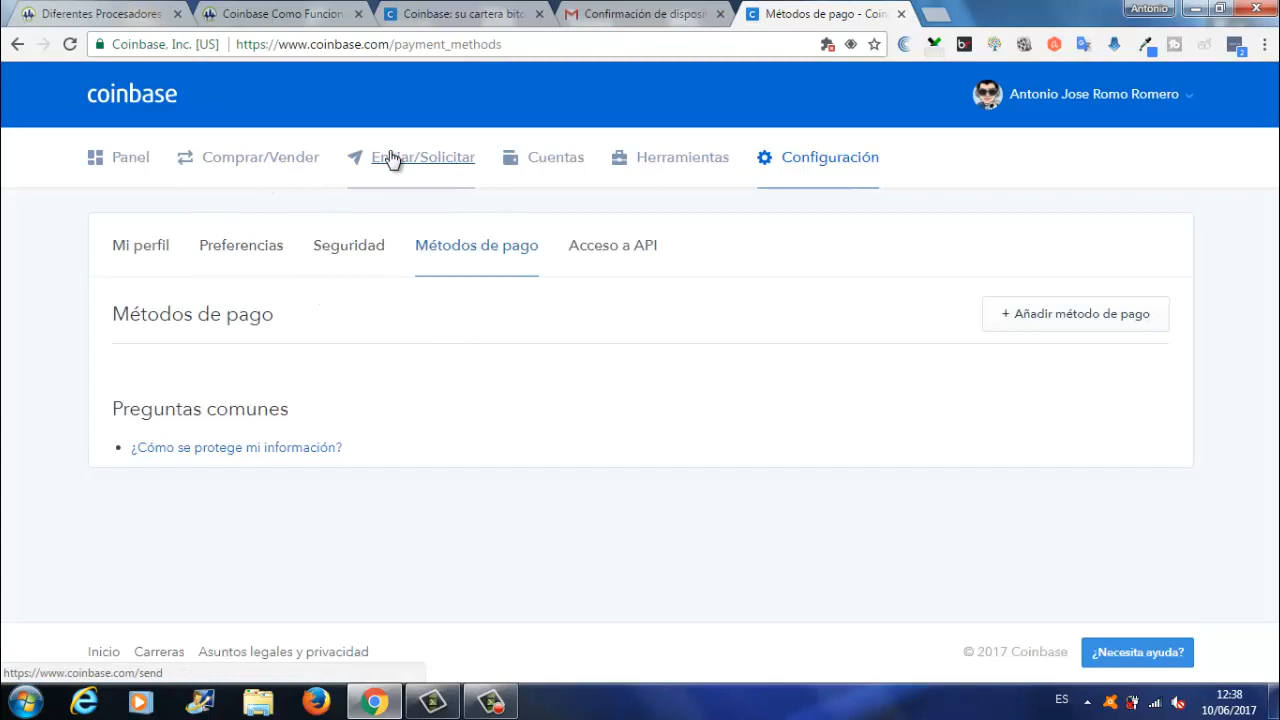 Diferentes Procesadores
Coinbase Como Funcion
Coinbase: su cartera bitc
Confirmación de dispos
Métodos de pago - Coin
Antonio
Coinbase, Inc. [US]
https://www.coinbase.com/payment_methods
coinbase
Antonio Jose Romo Romero
Panel
Comprar/Vender
Enviar/Solicitar
Cuentas
Herramientas
Configuración
Mi perfil
Preferencias
Seguridad
Métodos de pago
Acceso a API
Métodos de pago
+ Añadir método de pago
Preguntas comunes
• ¿Cómo se protege mi información?
Inicio
Carreras
Asuntos legales y privacidad
© 2017 Coinbase
¿Necesita ayuda?
https://www.coinbase.com/send
ES
12:38
10/06/2017